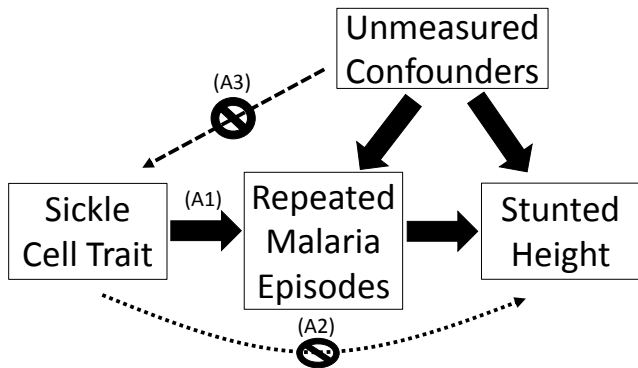 Unmeasured
Confounders
(A3)
Sickle
Cell Trait
(A1)
Repeated
Malaria
Episodes
Stunted
Height
(A2)